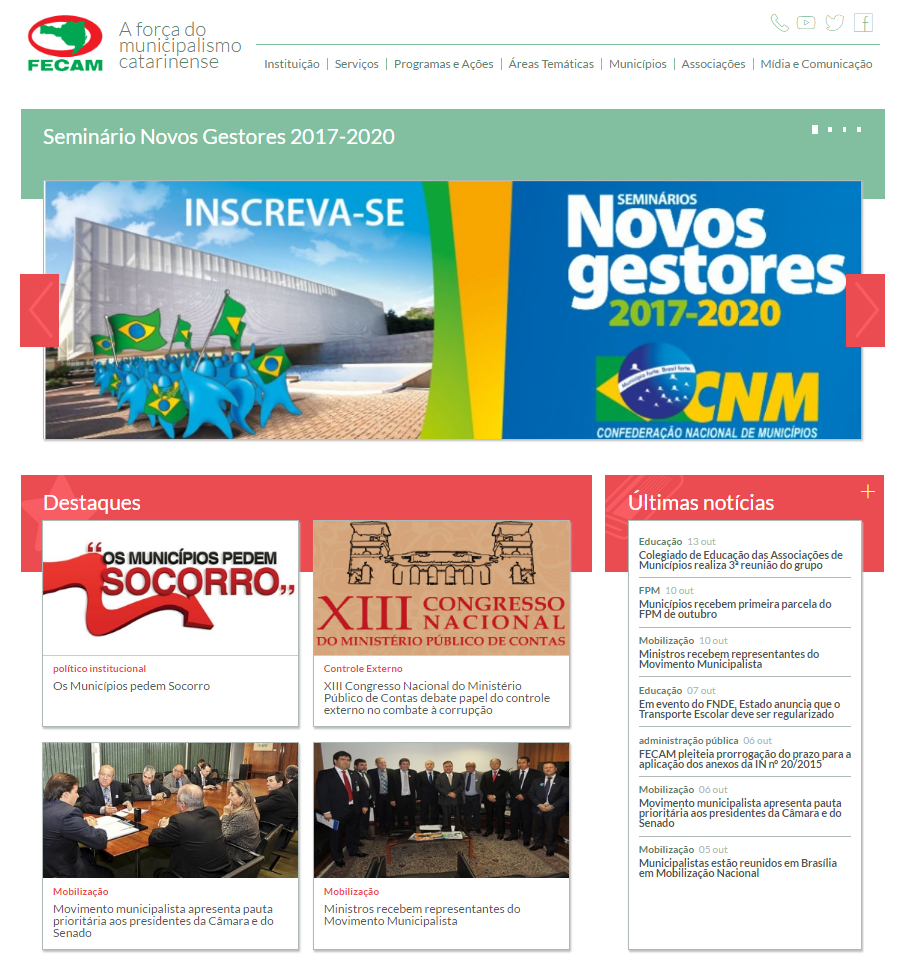 FECAM
A força do
municipalismo
catarinense
Instituição
Serviços
Programas e Ações
Áreas Temáticas
Municípios
Associações
Mídia e Comunicação
Seminário Novos Gestores 2017-2020
INSCREVA-SE
SEMINÁRIOS
Novos
gestores
2017-2020
Município Forte, Brasil forte.
CNM
CONFEDERAÇÃO NACIONAL DE MUNICÍPIOS
Destaques
“OS MUNICÍPIOS PEDEM
SOCORRO”
político institucional
Os Municípios pedem Socorro
XIII CONGRESSO
NACIONAL
DO MINISTÉRIO PÚBLICO DE CONTAS
Controle Externo
XIII Congresso Nacional do Ministério
Público de Contas debate papel do controle
externo no combate à corrupção
Mobilização
Movimento municipalista apresenta pauta
prioritária aos presidentes da Câmara e do
Senado
Mobilização
Ministros recebem representantes do
Movimento Municipalista
Últimas notícias
+
Educação 13 out
Colegiado de Educação das Associações de
Municípios realiza 3ª reunião do grupo
FPM 10 out
Municípios recebem primeira parcela do
FPM de outubro
Mobilização 10 out
Ministros recebem representantes do
Movimento Municipalista
Educação 07 out
Em evento do FNDE, Estado anuncia que o
Transporte Escolar deve ser regularizado
administração pública 06 out
FECAM pleiteia prorrogação do prazo para a
aplicação dos anexos da IN nº 20/2015
Mobilização 06 out
Movimento municipalista apresenta pauta
prioritária aos presidentes da Câmara e do
Senado
Mobilização 05 out
Municipalistas estão reunidos em Brasília
em Mobilização Nacional